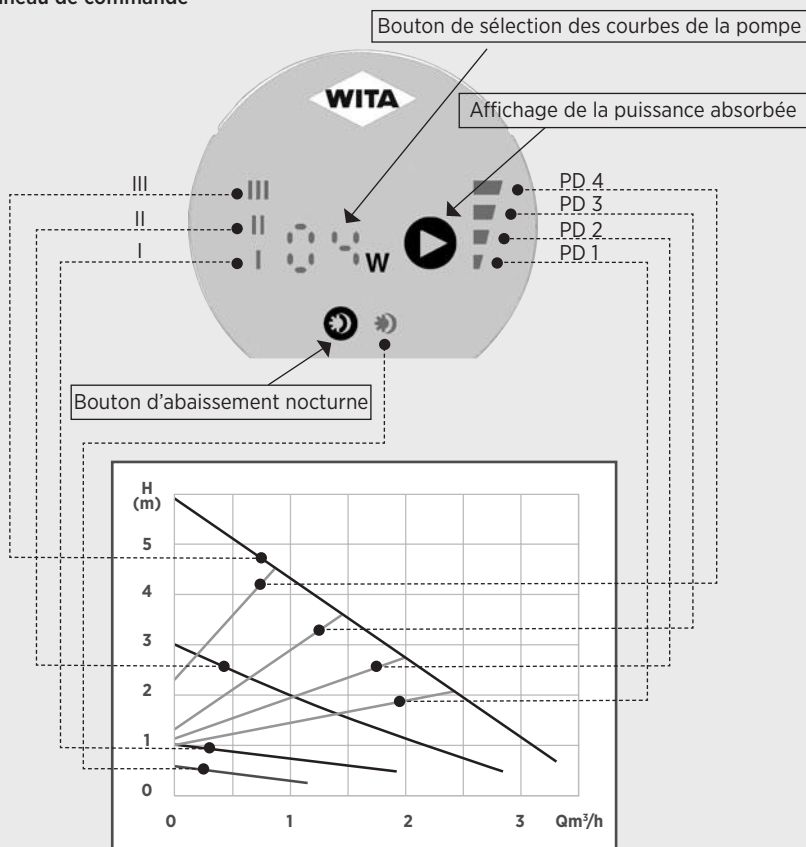 Bouton de sélection des courbes de la pompe
WITA
Affichage de la puissance absorbée
III
III
PD 4
PD 3
II
II
PD 2
I
I
04 W
PD 1
Bouton d'abaissement nocturne
H
(m)
5
4
3
2
1
0
0
1
2
3
Qm³/h